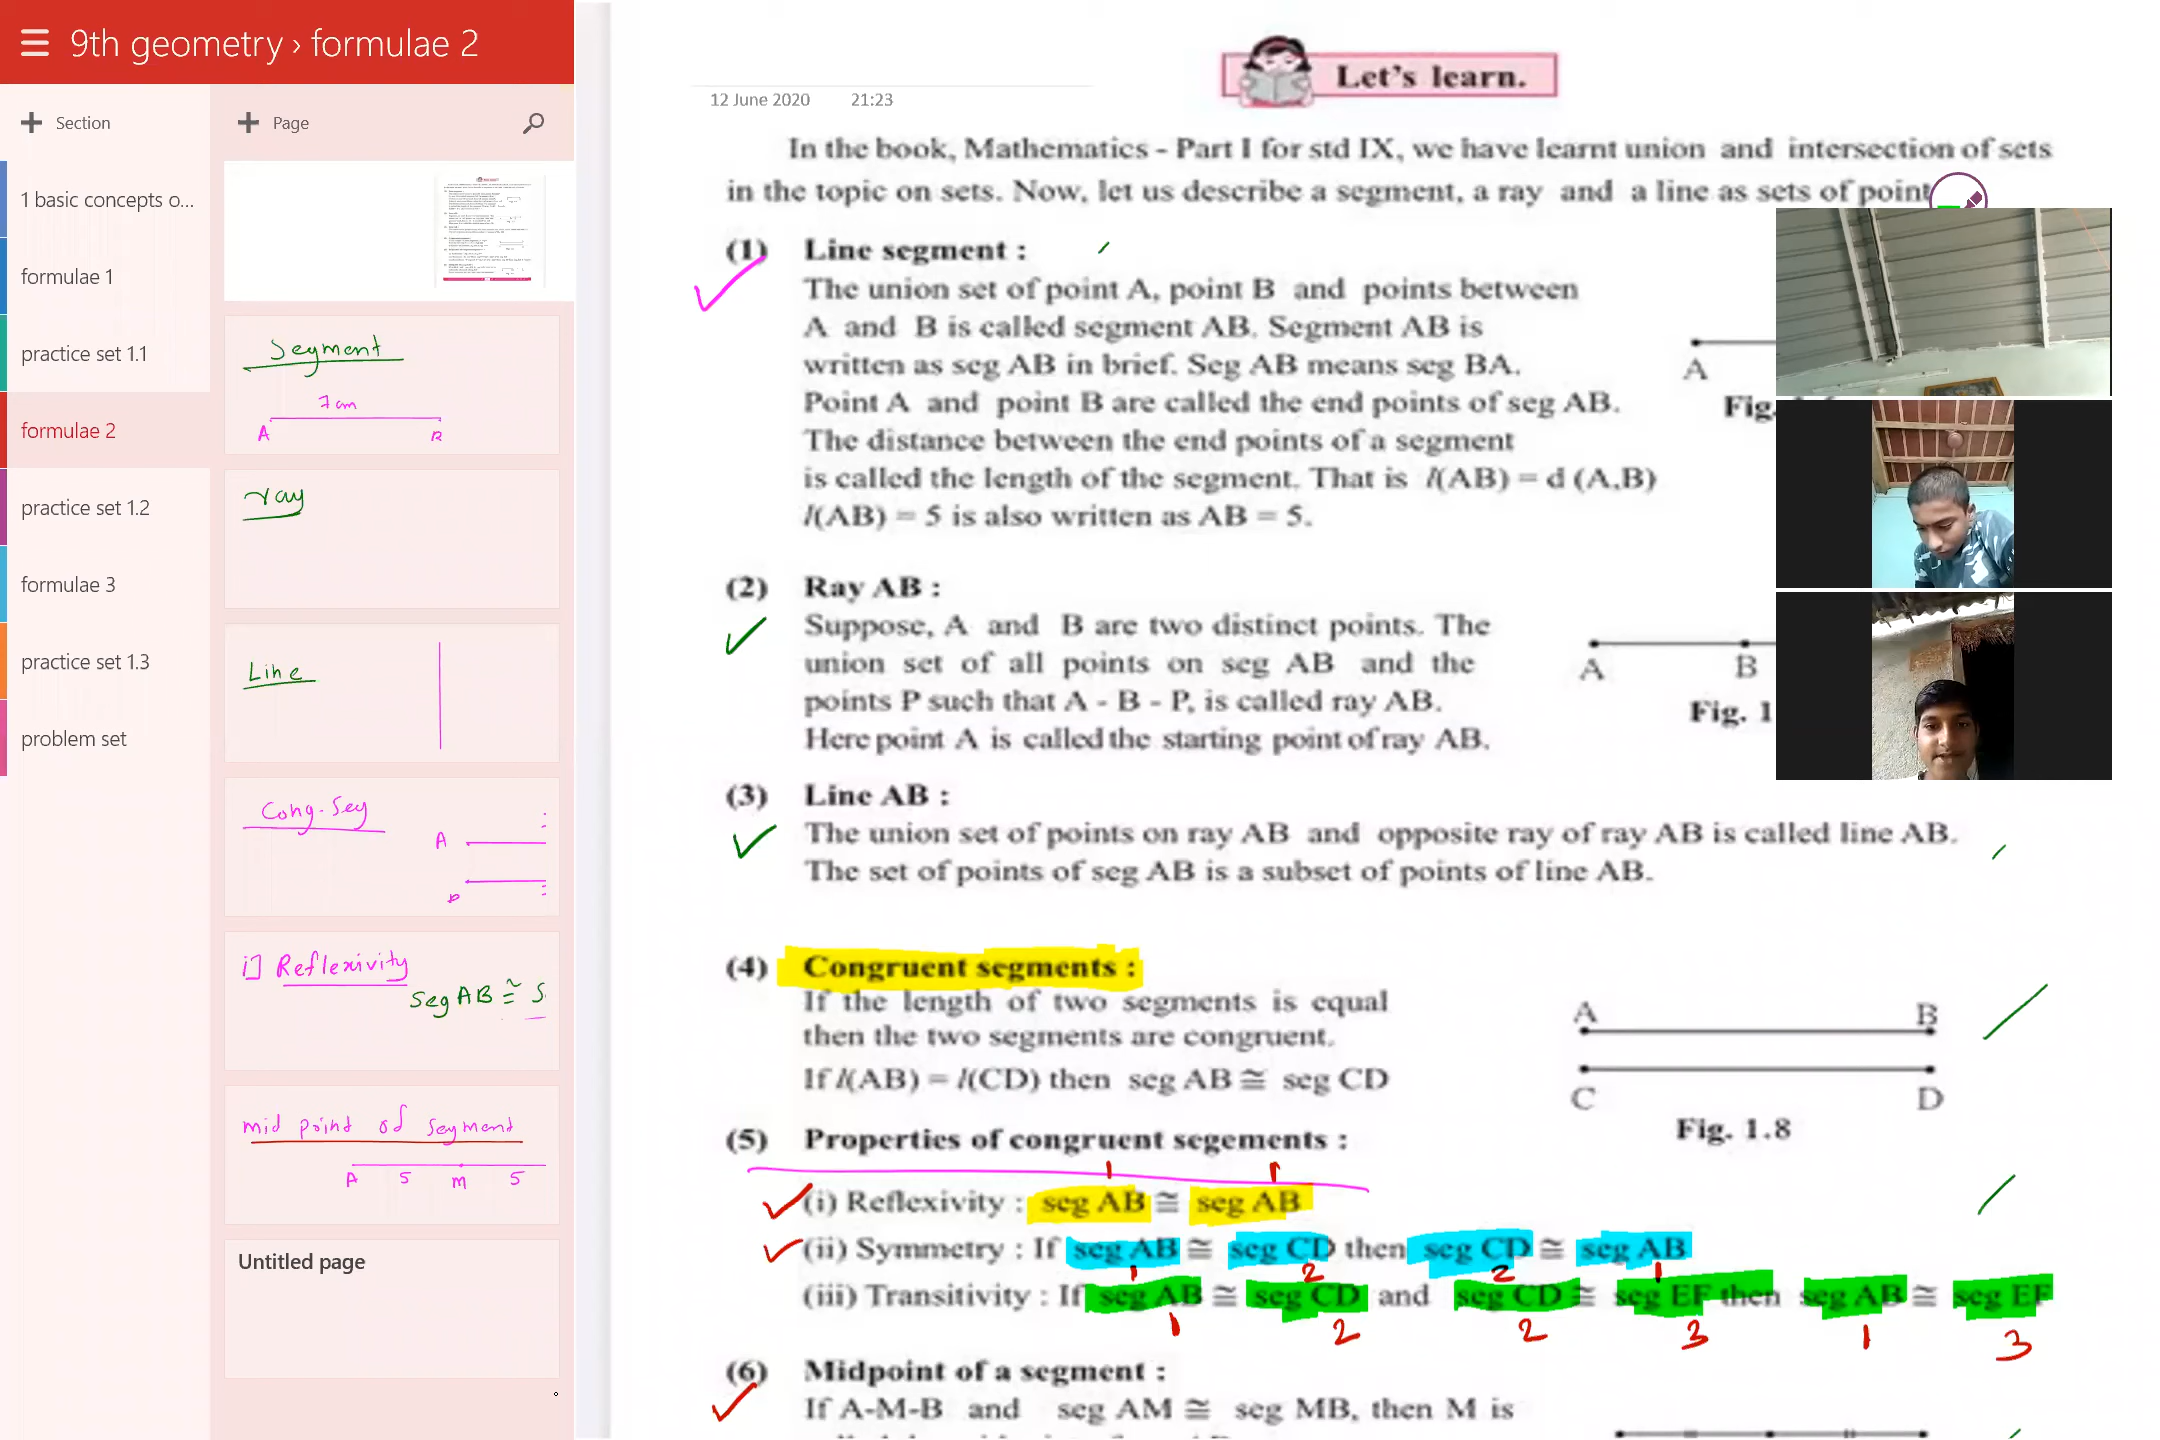 9th geometry › formulae 2
Section
Page
1 basic concepts o...
formulae 1
practice set 1.1
formulae 2
practice set 1.2
formulae 3
practice set 1.3
problem set
Segment
7 cm
A B
ray
Line
Cong. Seg
A
i] Reflexivity
Seg AB ≅ S
mid point of Segment
A 5 m 5
Untitled page
12 June 2020 21:23
Let's learn.
In the book, Mathematics - Part I for std IX, we have learnt union and intersection of sets
in the topic on sets. Now, let us describe a segment, a ray and a line as sets of point
(1) Line segment :
The union set of point A, point B and points between
A and B is called segment AB. Segment AB is
written as seg AB in brief. Seg AB means seg BA.
Point A and point B are called the end points of seg AB.
The distance between the end points of a segment
is called the length of the segment. That is l(AB) = d (A,B)
l(AB) = 5 is also written as AB = 5.
A
Fig.
(2) Ray AB :
Suppose, A and B are two distinct points. The
union set of all points on seg AB and the
points P such that A - B - P, is called ray AB.
Here point A is called the starting point of ray AB.
A B
Fig. 1
(3) Line AB :
The union set of points on ray AB and opposite ray of ray AB is called line AB.
The set of points of seg AB is a subset of points of line AB.
(4) Congruent segments :
If the length of two segments is equal
then the two segments are congruent.
If l(AB) = l(CD) then seg AB ≅ seg CD
A B
C D
Fig. 1.8
(5) Properties of congruent segements :
1 1
(i) Reflexivity : seg AB ≅ seg AB
(ii) Symmetry : If seg AB ≅ seg CD then seg CD ≅ seg AB
1 2 2 1
(iii) Transitivity : If seg AB ≅ seg CD and seg CD ≅ seg EF then seg AB ≅ seg EF
1 2 2 3 1 3
(6) Midpoint of a segment :
If A-M-B and seg AM ≅ seg MB, then M is